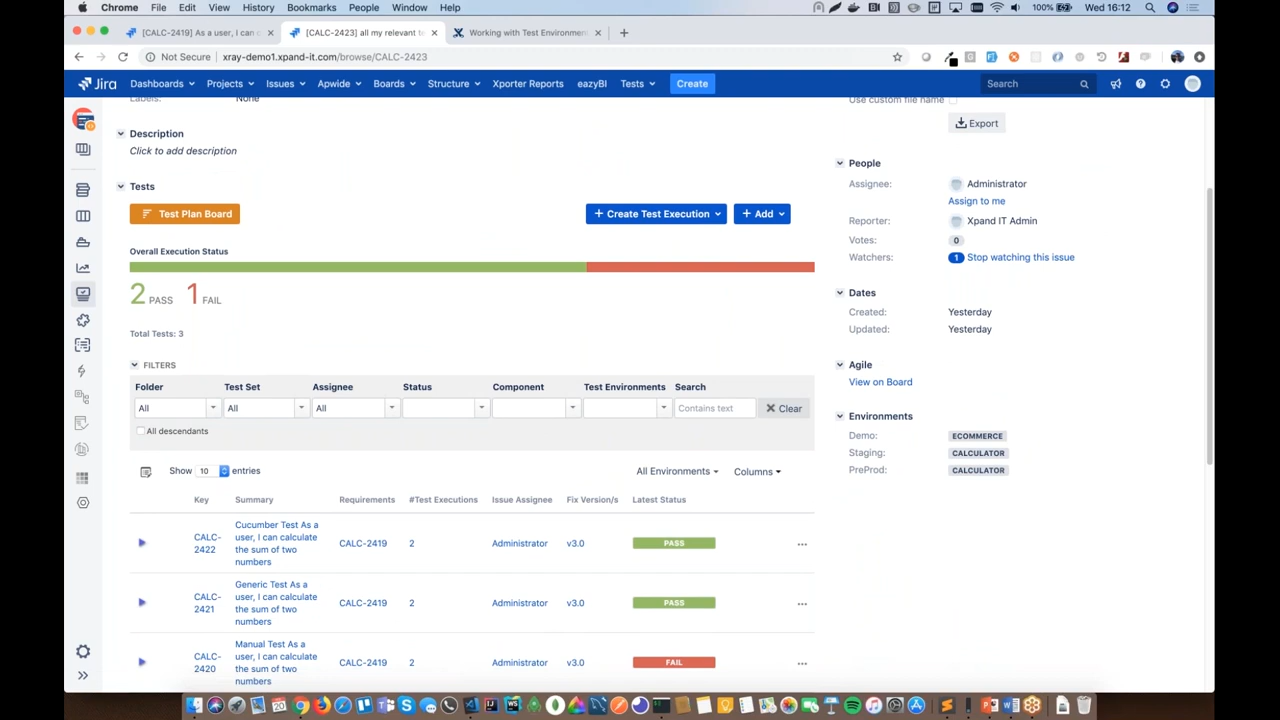 Chrome File Edit View History Bookmarks People Window Help 100% Wed 16:12
[CALC-2419] As a user, I can c [CALC-2423] all my relevant te Working with Test Environmen
Not Secure xray-demo1.xpand-it.com/browse/CALC-2423
Jira Dashboards Projects Issues Apwide Boards Structure Xporter Reports eazyBI Tests Create Search
Labels: None
Use custom file name
Export
Description
Click to add description
Tests
Test Plan Board
+ Create Test Execution
+ Add
Overall Execution Status
2 PASS 1 FAIL
Total Tests: 3
FILTERS
Folder Test Set Assignee Status Component Test Environments Search
All All All Contains text Clear
All descendants
Show 10 entries All Environments Columns
Key Summary Requirements #Test Executions Issue Assignee Fix Version/s Latest Status
CALC-2422 Cucumber Test As a user, I can calculate the sum of two numbers CALC-2419 2 Administrator v3.0 PASS ...
CALC-2421 Generic Test As a user, I can calculate the sum of two numbers CALC-2419 2 Administrator v3.0 PASS ...
CALC-2420 Manual Test As a user, I can calculate the sum of two numbers CALC-2419 2 Administrator v3.0 FAIL ...
People
Assignee: Administrator
Assign to me
Reporter: Xpand IT Admin
Votes: 0
Watchers: 1 Stop watching this issue
Dates
Created: Yesterday
Updated: Yesterday
Agile
View on Board
Environments
Demo: ECOMMERCE
Staging: CALCULATOR
PreProd: CALCULATOR